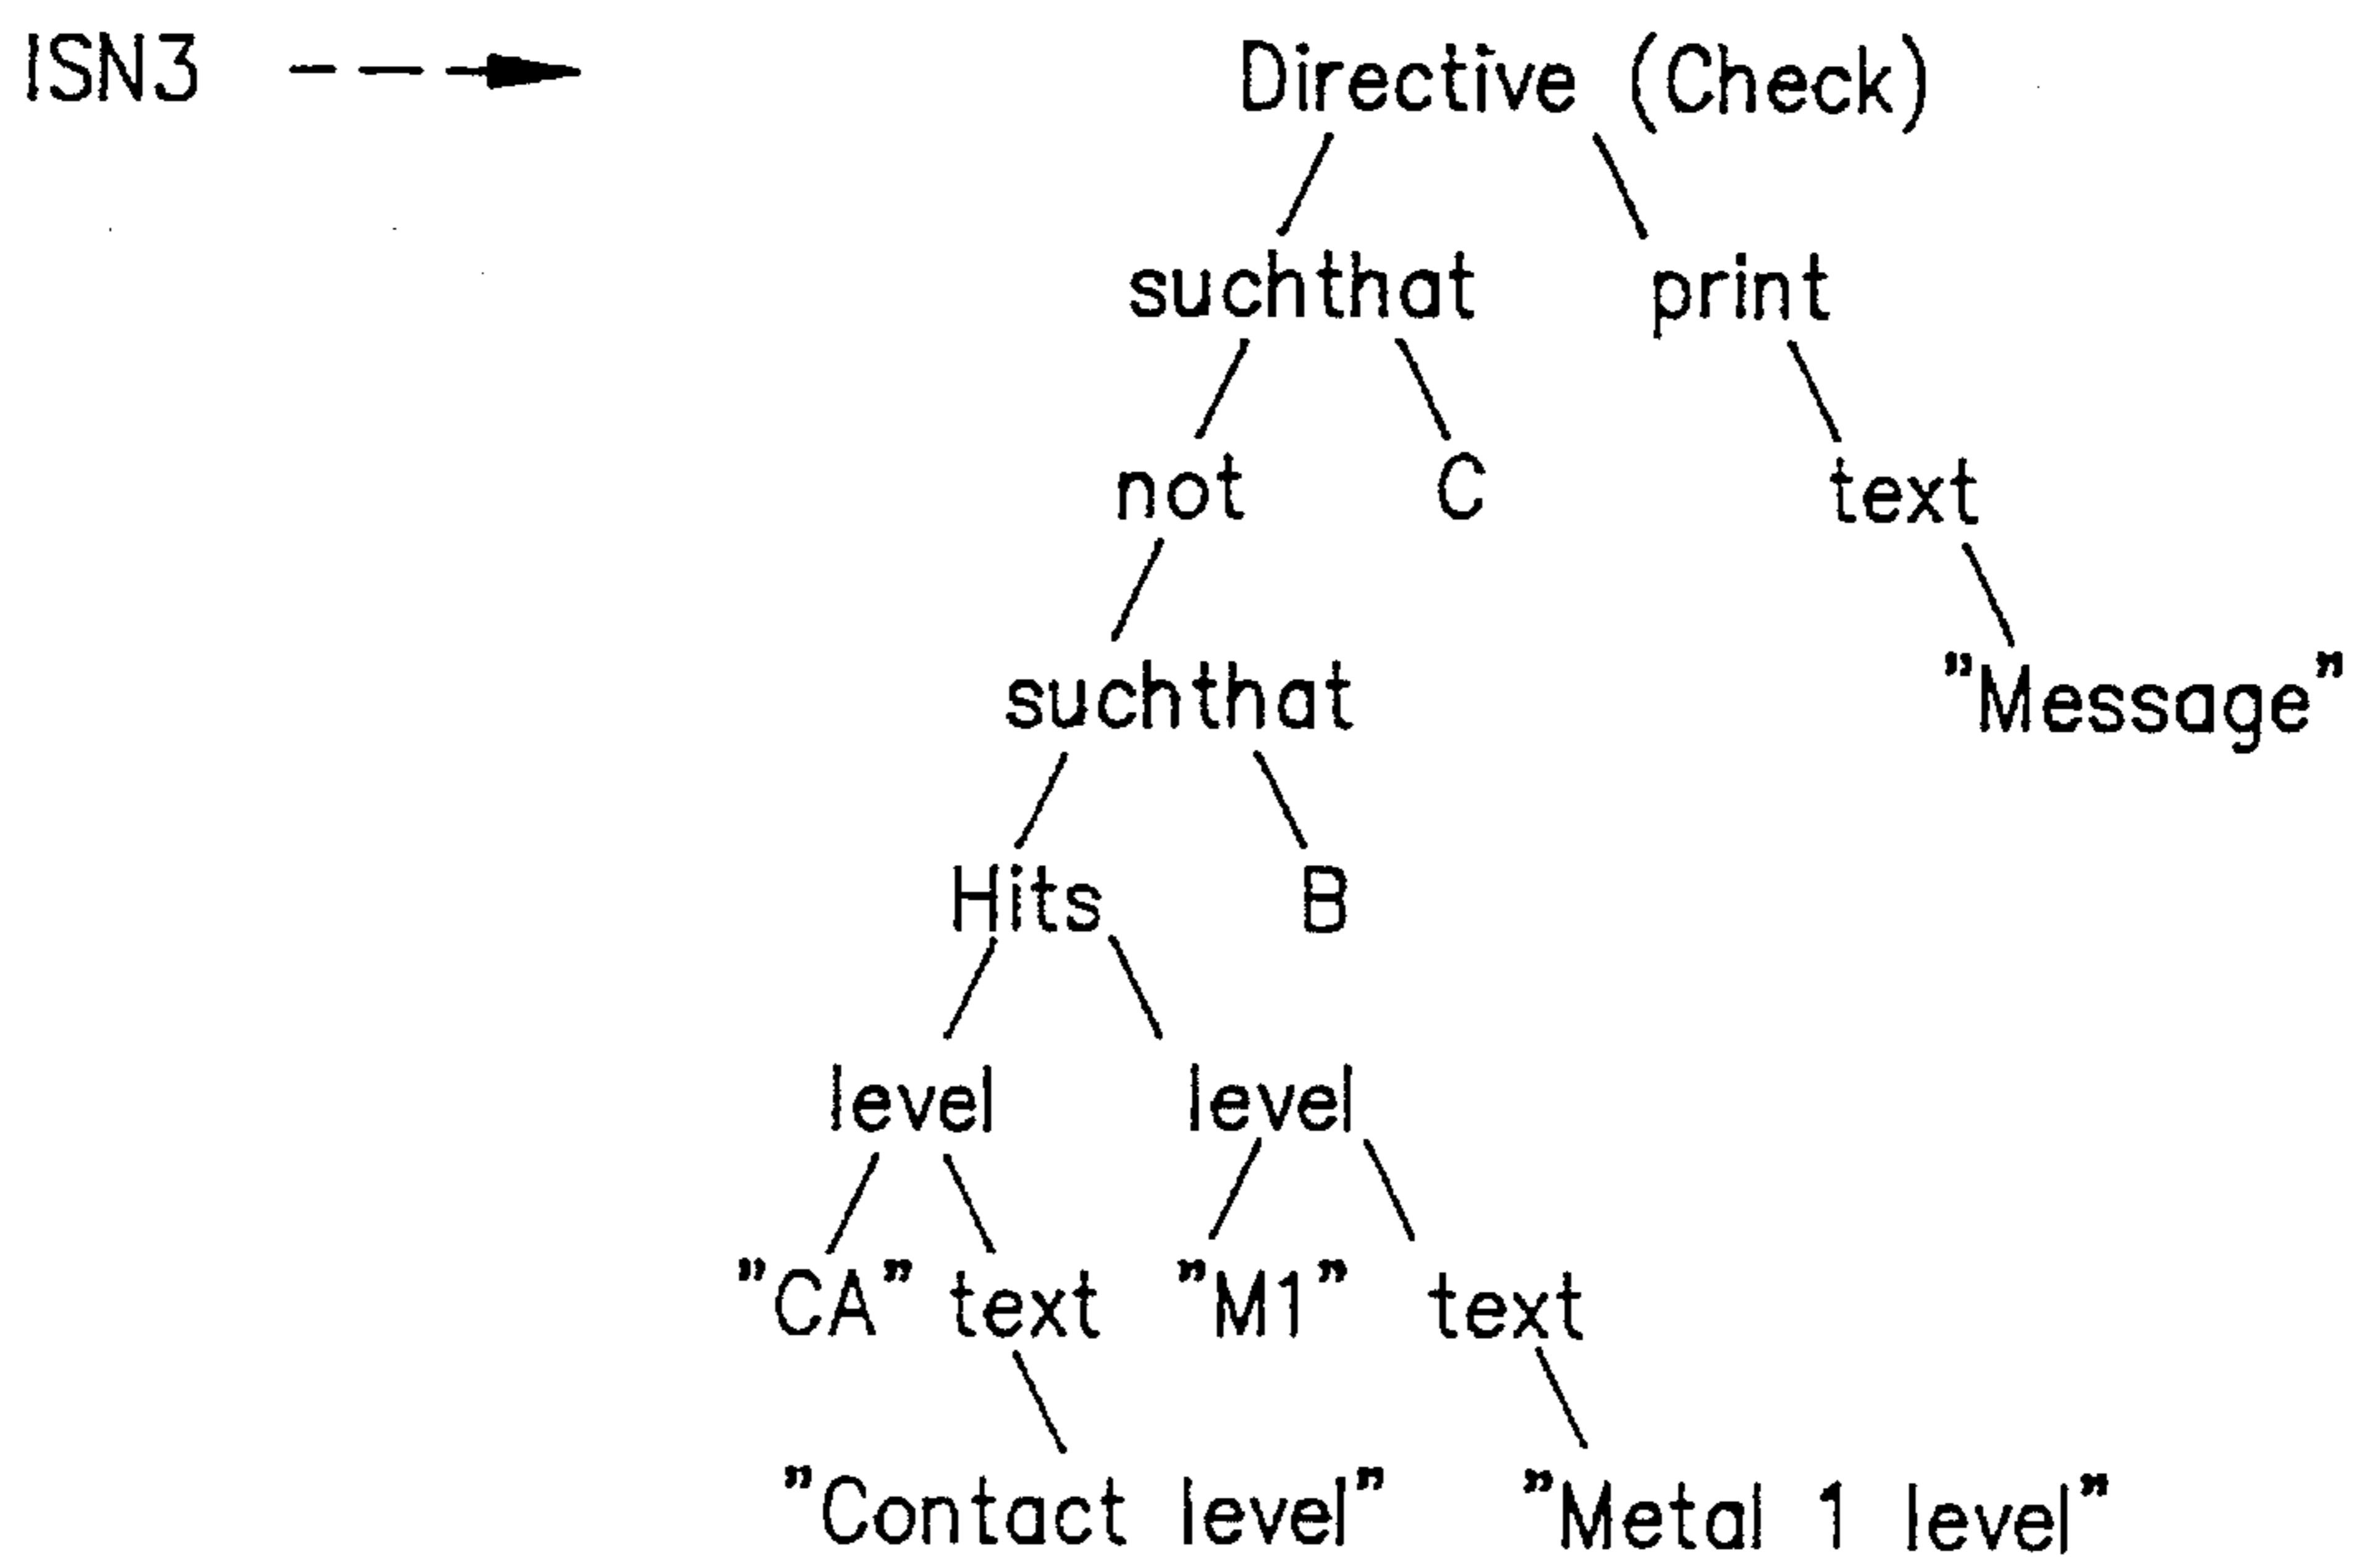 ISN3 Directive (Check)
suchthat print
not C text
suchthat "Message"
Hits B
level level
"CA" text "M1" text
"Contact level" "Metal 1 level"